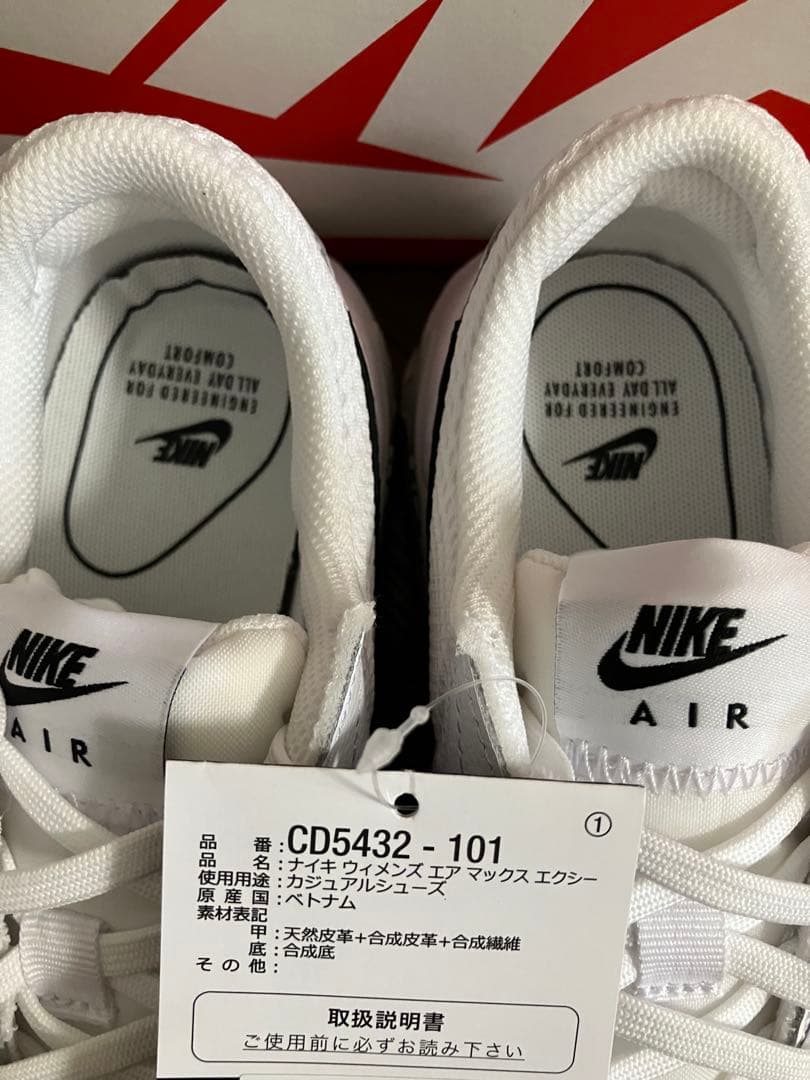 ENGINEERED FOR
ALL DAY EVERYDAY
COMFORT
NIKE
ENGINEERED FOR
ALL DAY EVERYDAY
COMFORT
NIKE
NIKE
AIR
NIKE
AIR
①
品番:CD5432-101
品名:ナイキ ウィメンズ エア マックス エクシー
使用用途:カジュアルシューズ
原産国:ベトナム
素材表記
甲:天然皮革+合成皮革+合成繊維
底:合成底
その他:
取扱説明書
ご使用前に必ずお読み下さい